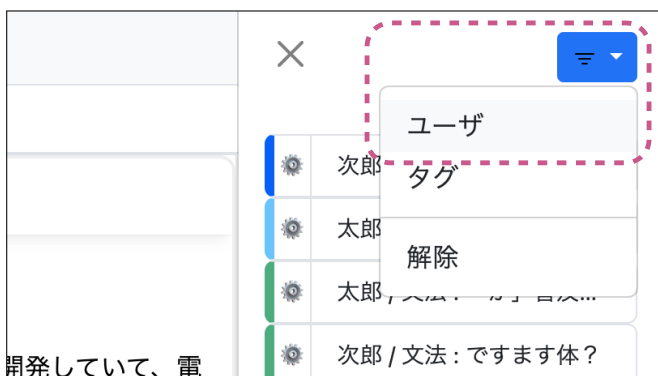 ユーザ
次郎
タグ
太郎
解除
太郎 / 文法 :
次郎 / 文法 : ですます体？
開発していて、電